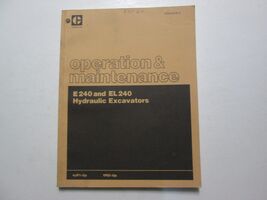 operation &
maintenance
E240 and EL240
Hydraulic Excavators